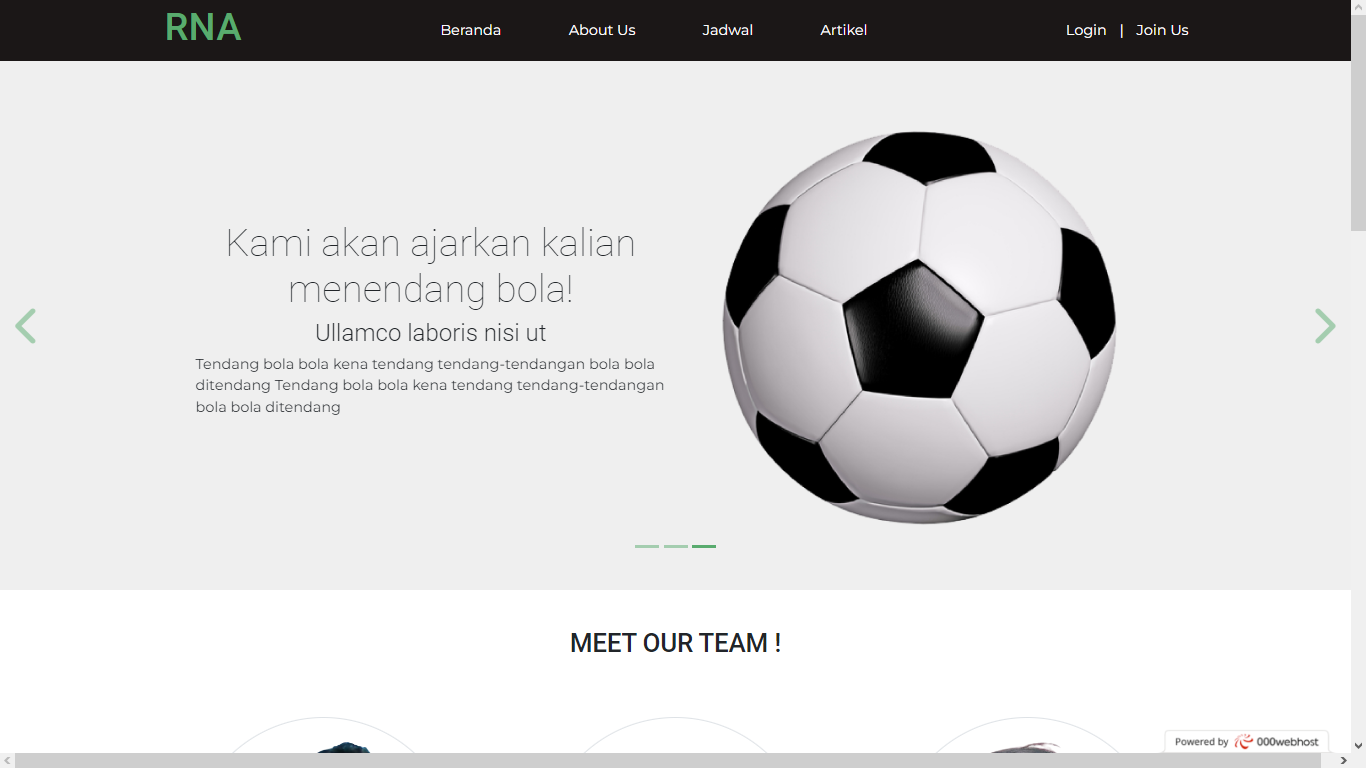 RNA
Beranda About Us Jadwal Artikel Login | Join Us
Kami akan ajarkan kalian
menendang bola!
Ullamco laboris nisi ut
Tendang bola bola kena tendang tendang-tendangan bola bola
ditendang Tendang bola bola kena tendang tendang-tendangan
bola bola ditendang
MEET OUR TEAM !
Powered by 000webhost